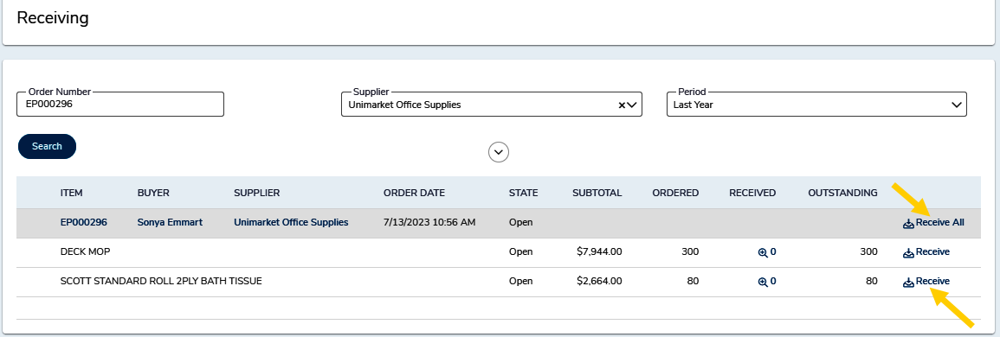 Receiving
Order Number Supplier Period
EP000296 Unimarket Office Supplies Last Year
Search
ITEM BUYER SUPPLIER ORDER DATE STATE SUBTOTAL ORDERED RECEIVED OUTSTANDING
EP000296 Sonya Emmart Unimarket Office Supplies 7/13/2023 10:56 AM Open Receive All
DECK MOP Open $7,944.00 300 0 300 Receive
SCOTT STANDARD ROLL 2PLY BATH TISSUE Open $2,664.00 80 0 80 Receive